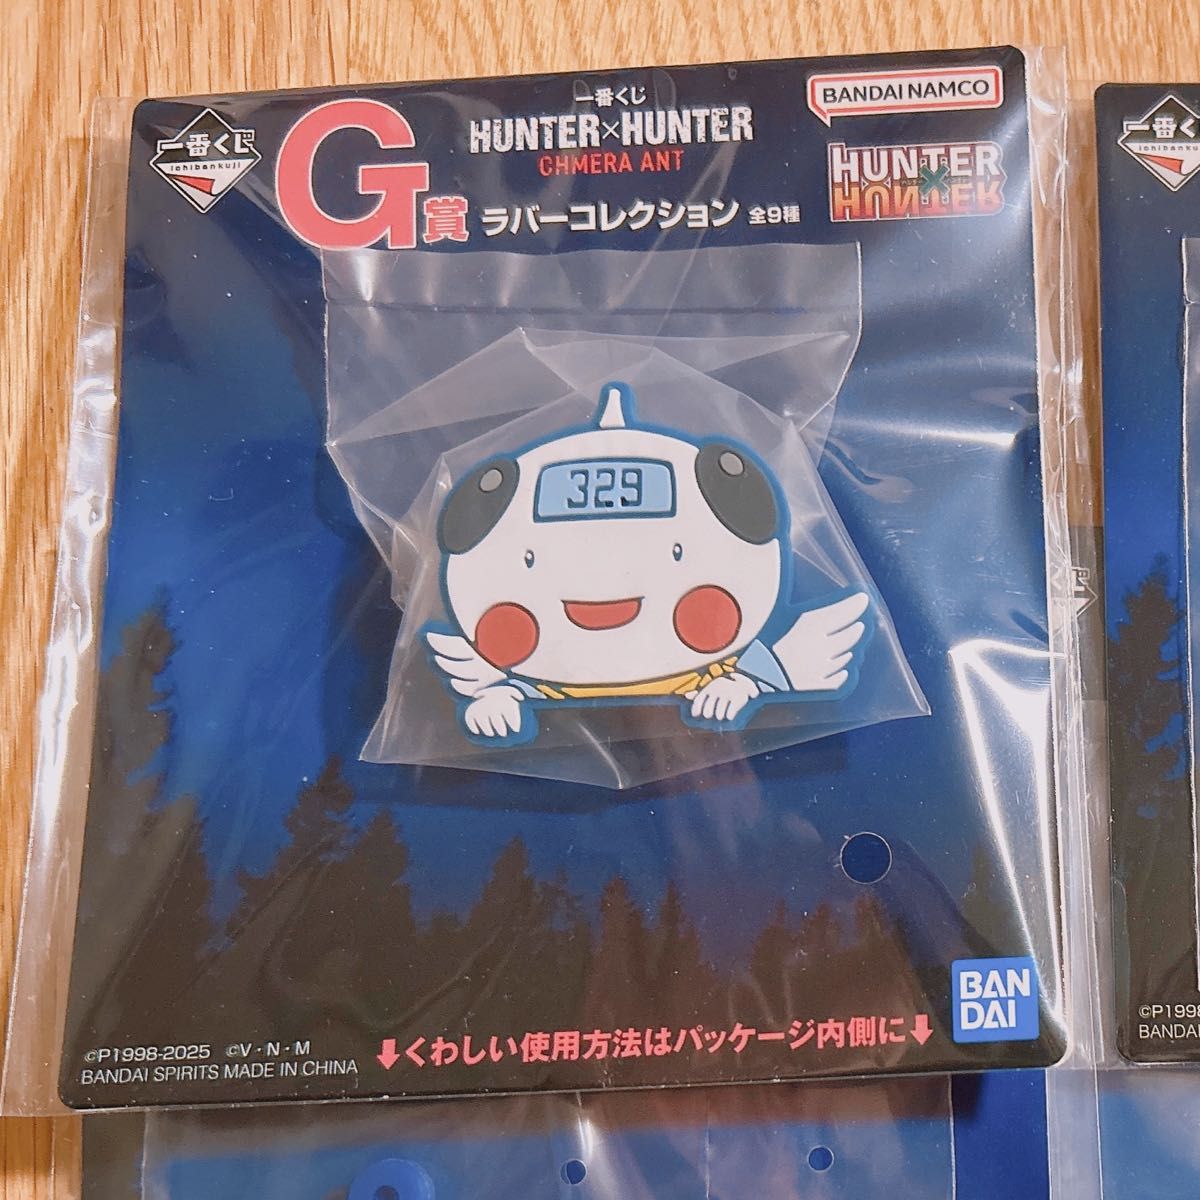 一番くじ
ichibankuji
G賞
一番くじ
HUNTER×HUNTER
CHMERA ANT
ラバーコレクション 全9種
BANDAI NAMCO
HUNTER×HUNTER
329
BANDAI
©P1998-2025 ©V・N・M
BANDAI SPIRITS MADE IN CHINA
⬇くわしい使用方法はパッケージ内側に⬇
一番く
ichibanku
©P1998
BANDA